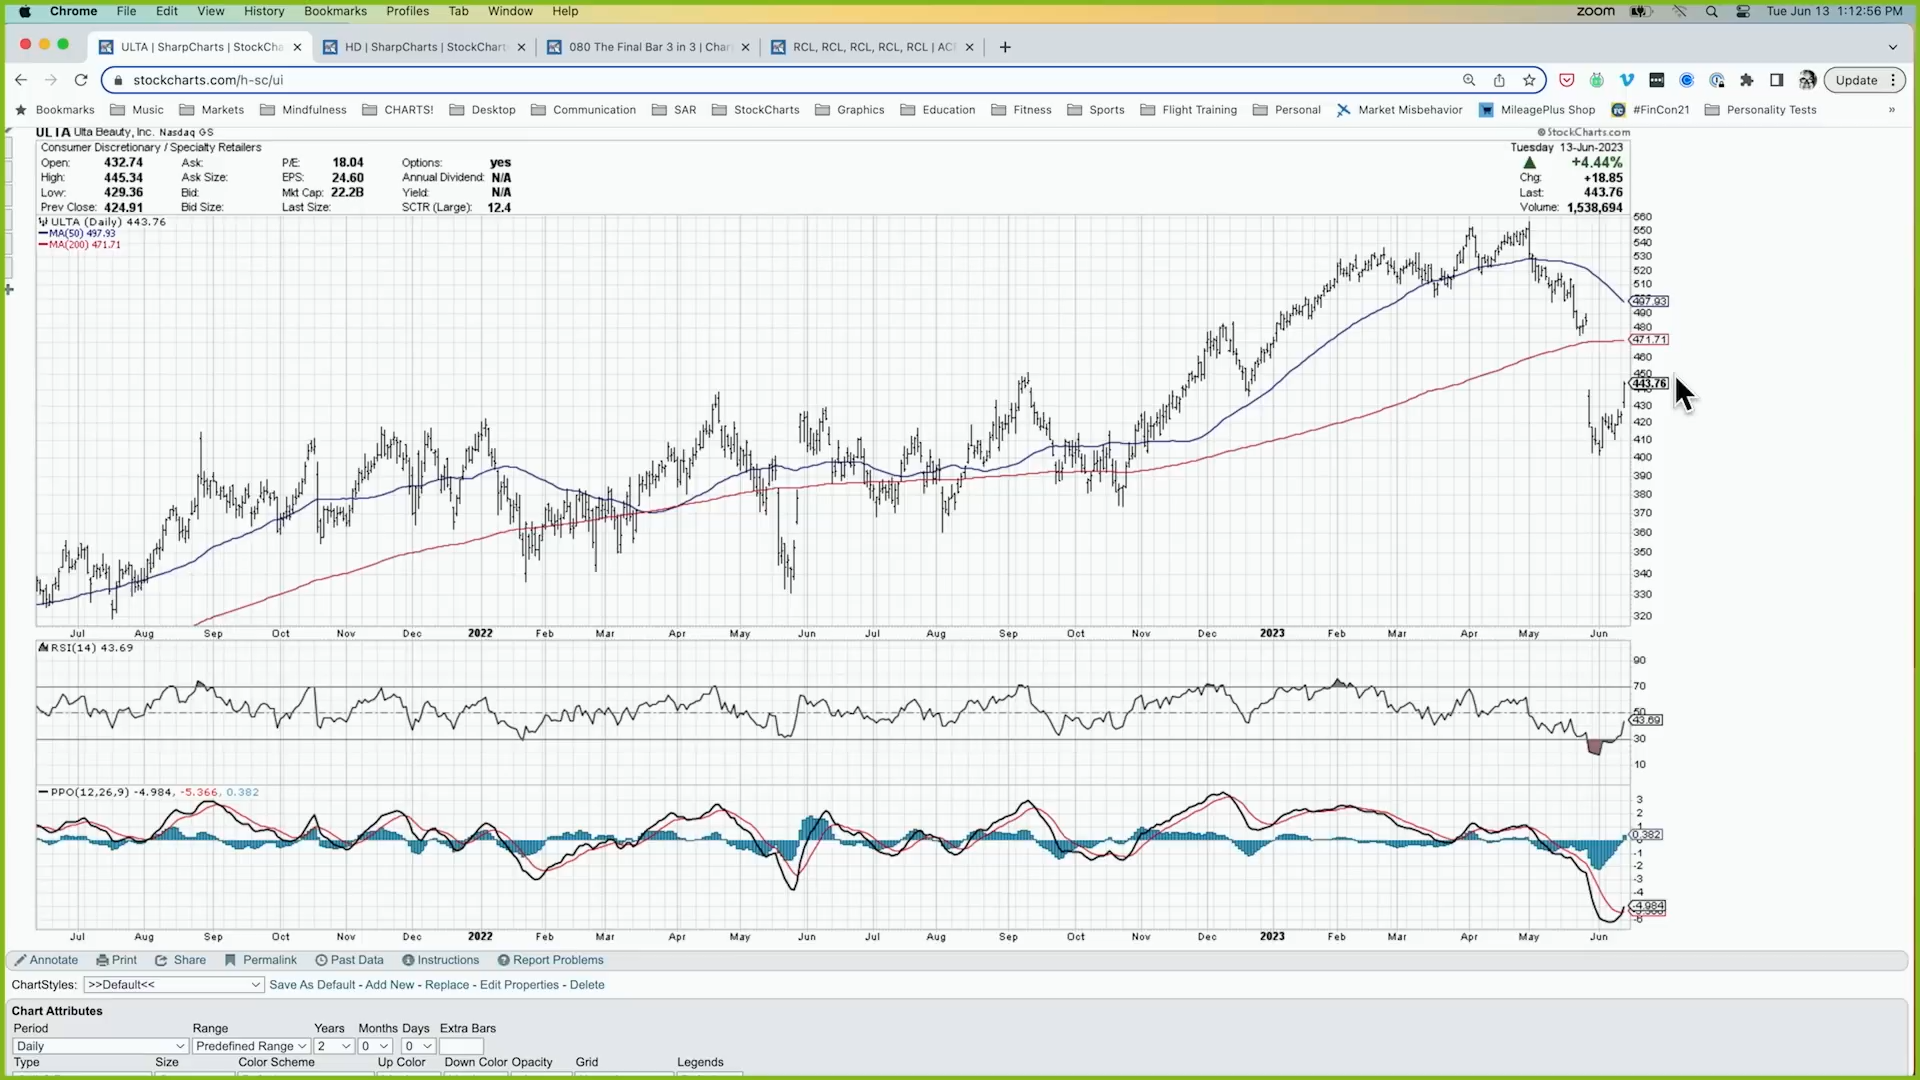 Chrome File Edit View History Bookmarks Profiles Tab Window Help zoom Tue Jun 13 1:12:56 PM
ULTA | SharpCharts | StockCha HD | SharpCharts | StockChart 080 The Final Bar 3 in 3 | Char RCL, RCL, RCL, RCL, RCL | AC
stockcharts.com/h-sc/ui Update
Bookmarks Music Markets Mindfulness CHARTS! Desktop Communication SAR StockCharts Graphics Education Fitness Sports Flight Training Personal Market Misbehavior MileagePlus Shop #FinCon21 Personality Tests »
ULTA Ulta Beauty, Inc. Nasdaq GS © StockCharts.com
Consumer Discretionary / Specialty Retailers Tuesday 13-Jun-2023
Open: 432.74 Ask: P/E: 18.04 Options: yes +4.44%
High: 445.34 Ask Size: EPS: 24.60 Annual Dividend: N/A Chg: +18.85
Low: 429.36 Bid: Mkt Cap: 22.2B Yield: N/A Last: 443.76
Prev Close: 424.91 Bid Size: Last Size: SCTR (Large): 12.4 Volume: 1,538,694
ULTA (Daily) 443.76
MA(50) 497.93
MA(200) 471.71
560
550
540
530
520
510
497.93
490
480
471.71
460
450
443.76
430
420
410
400
390
380
370
360
350
340
330
320
Jul Aug Sep Oct Nov Dec 2022 Feb Mar Apr May Jun Jul Aug Sep Oct Nov Dec 2023 Feb Mar Apr May Jun
RSI(14) 43.69
90
70
50
43.69
30
10
PPO(12,26,9) -4.984, -5.366, 0.382
3
2
1
0.382
-1
-2
-3
-4
-4.984
Jul Aug Sep Oct Nov Dec 2022 Feb Mar Apr May Jun Jul Aug Sep Oct Nov Dec 2023 Feb Mar Apr May Jun
Annotate Print Share Permalink Past Data Instructions Report Problems
ChartStyles: >>Default<< Save As Default - Add New - Replace - Edit Properties - Delete
Chart Attributes
Period Range Years Months Days Extra Bars
Daily Predefined Range 2 0 0
Type Size Color Scheme Up Color Down Color Opacity Grid Legends